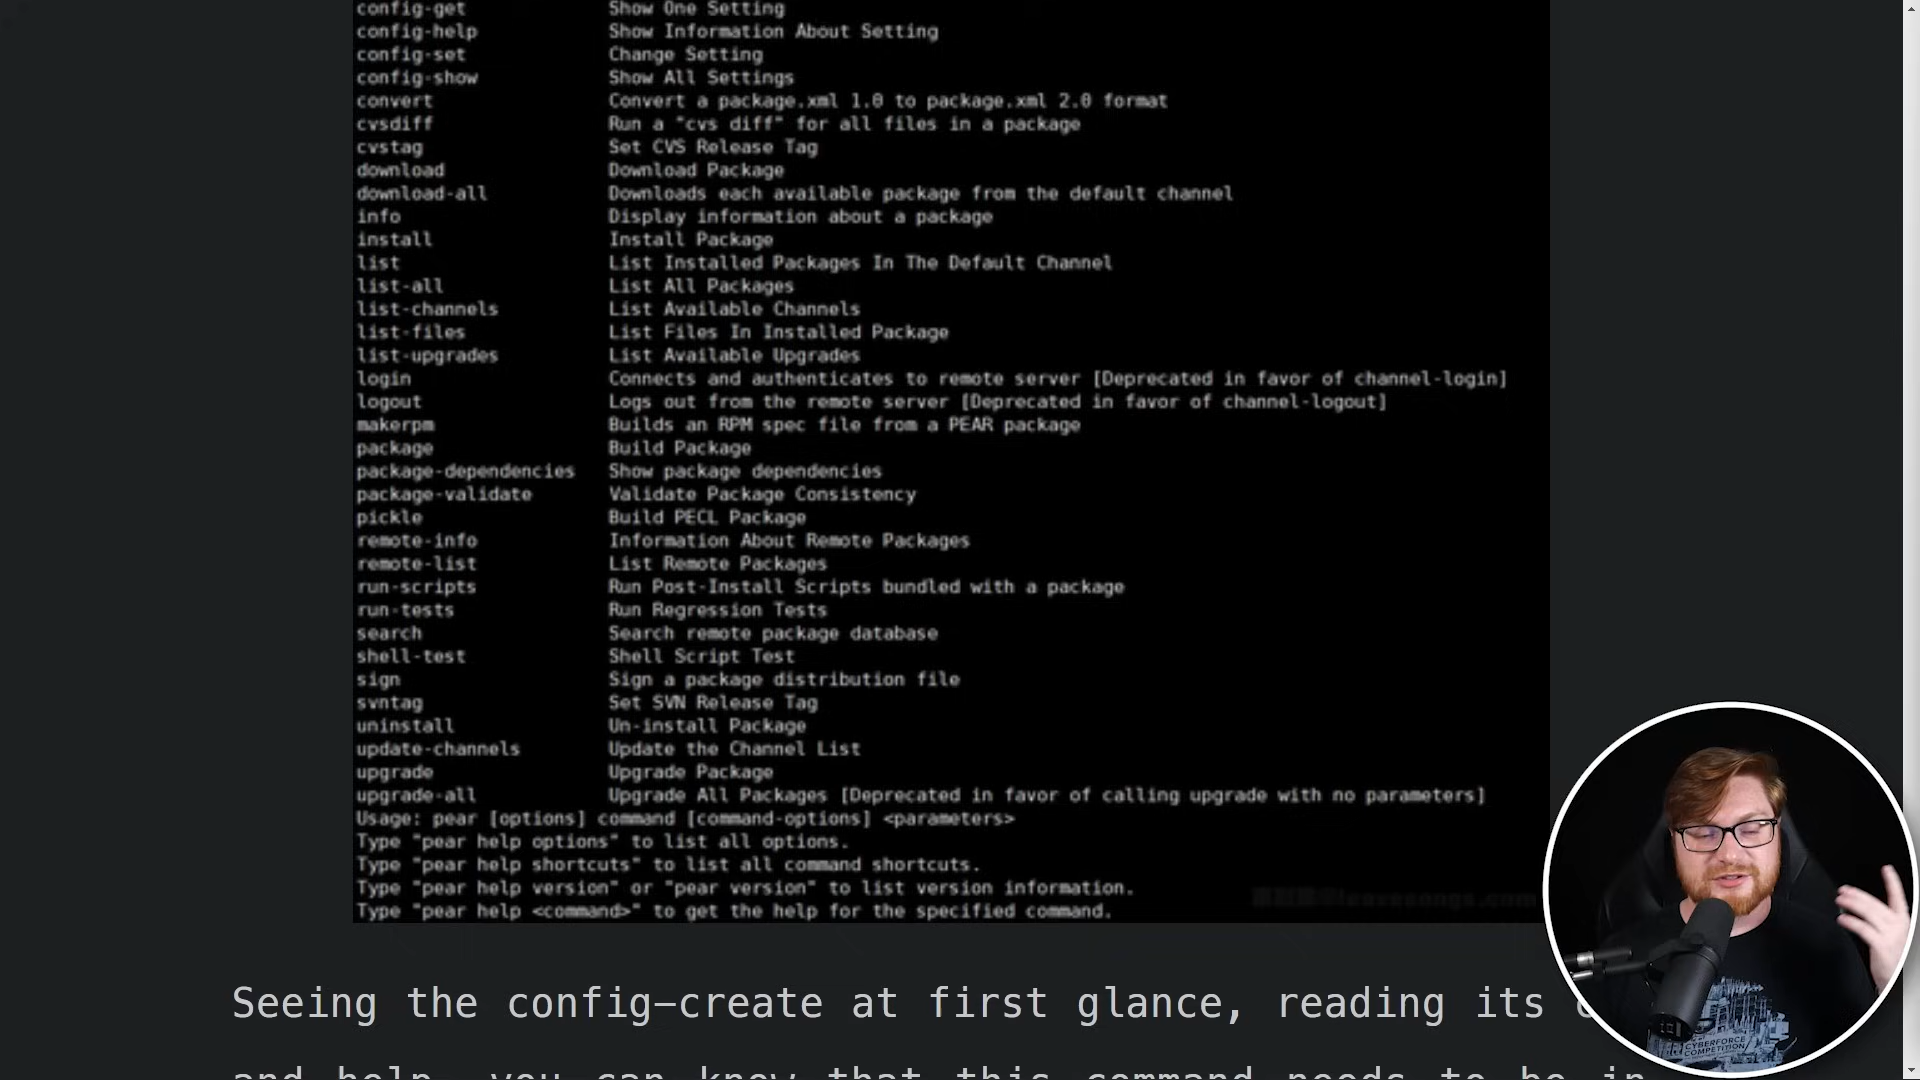 config-get Show One Setting
config-help Show Information About Setting
config-set Change Setting
config-show Show All Settings
convert Convert a package.xml 1.0 to package.xml 2.0 format
cvsdiff Run a "cvs diff" for all files in a package
cvstag Set CVS Release Tag
download Download Package
download-all Downloads each available package from the default channel
info Display information about a package
install Install Package
list List Installed Packages In The Default Channel
list-all List All Packages
list-channels List Available Channels
list-files List Files In Installed Package
list-upgrades List Available Upgrades
login Connects and authenticates to remote server [Deprecated in favor of channel-login]
logout Logs out from the remote server [Deprecated in favor of channel-logout]
makerpm Builds an RPM spec file from a PEAR package
package Build Package
package-dependencies Show package dependencies
package-validate Validate Package Consistency
pickle Build PECL Package
remote-info Information About Remote Packages
remote-list List Remote Packages
run-scripts Run Post-Install Scripts bundled with a package
run-tests Run Regression Tests
search Search remote package database
shell-test Shell Script Test
sign Sign a package distribution file
svntag Set SVN Release Tag
uninstall Un-install Package
update-channels Update the Channel List
upgrade Upgrade Package
upgrade-all Upgrade All Packages [Deprecated in favor of calling upgrade with no parameters]
Usage: pear [options] command [command-options] <parameters>
Type "pear help options" to list all options.
Type "pear help shortcuts" to list all command shortcuts.
Type "pear help version" or "pear version" to list version information.
Type "pear help <command>" to get the help for the specified command.
Seeing the config-create at first glance, reading its
and help, you can know that this command needs to be in
CYBERFORCE
COMPETITION